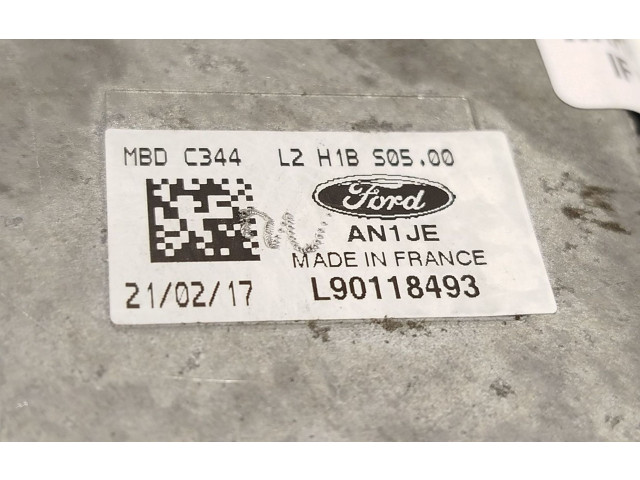 MBD C344 L2 H1B S05.00
Ford
AN1JE
MADE IN FRANCE
21/02/17 L90118493